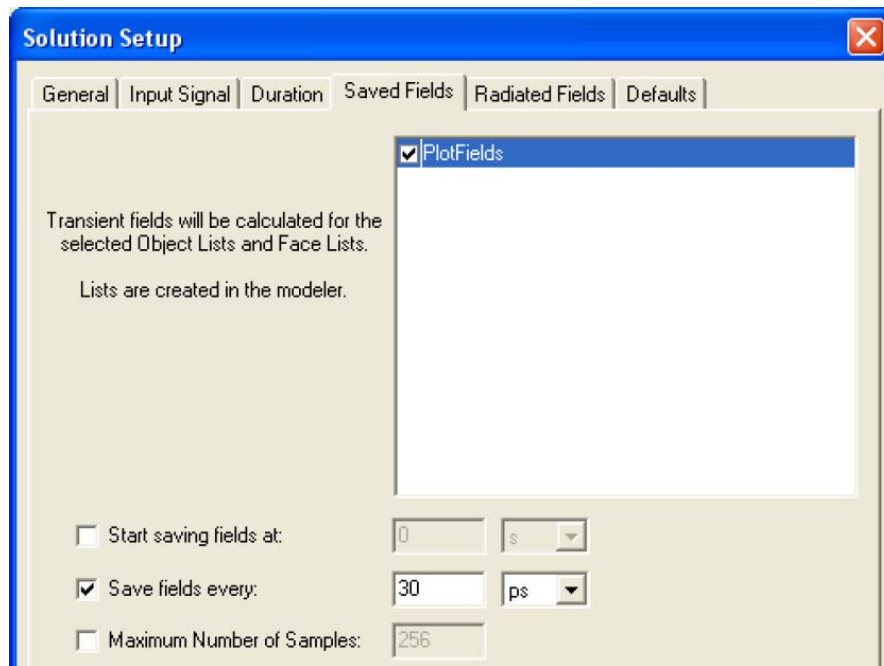 Solution Setup
General Input Signal Duration Saved Fields Radiated Fields Defaults
PlotFields
Transient fields will be calculated for the
selected Object Lists and Face Lists.
Lists are created in the modeler.
Start saving fields at: 0 s
Save fields every: 30 ps
Maximum Number of Samples: 256